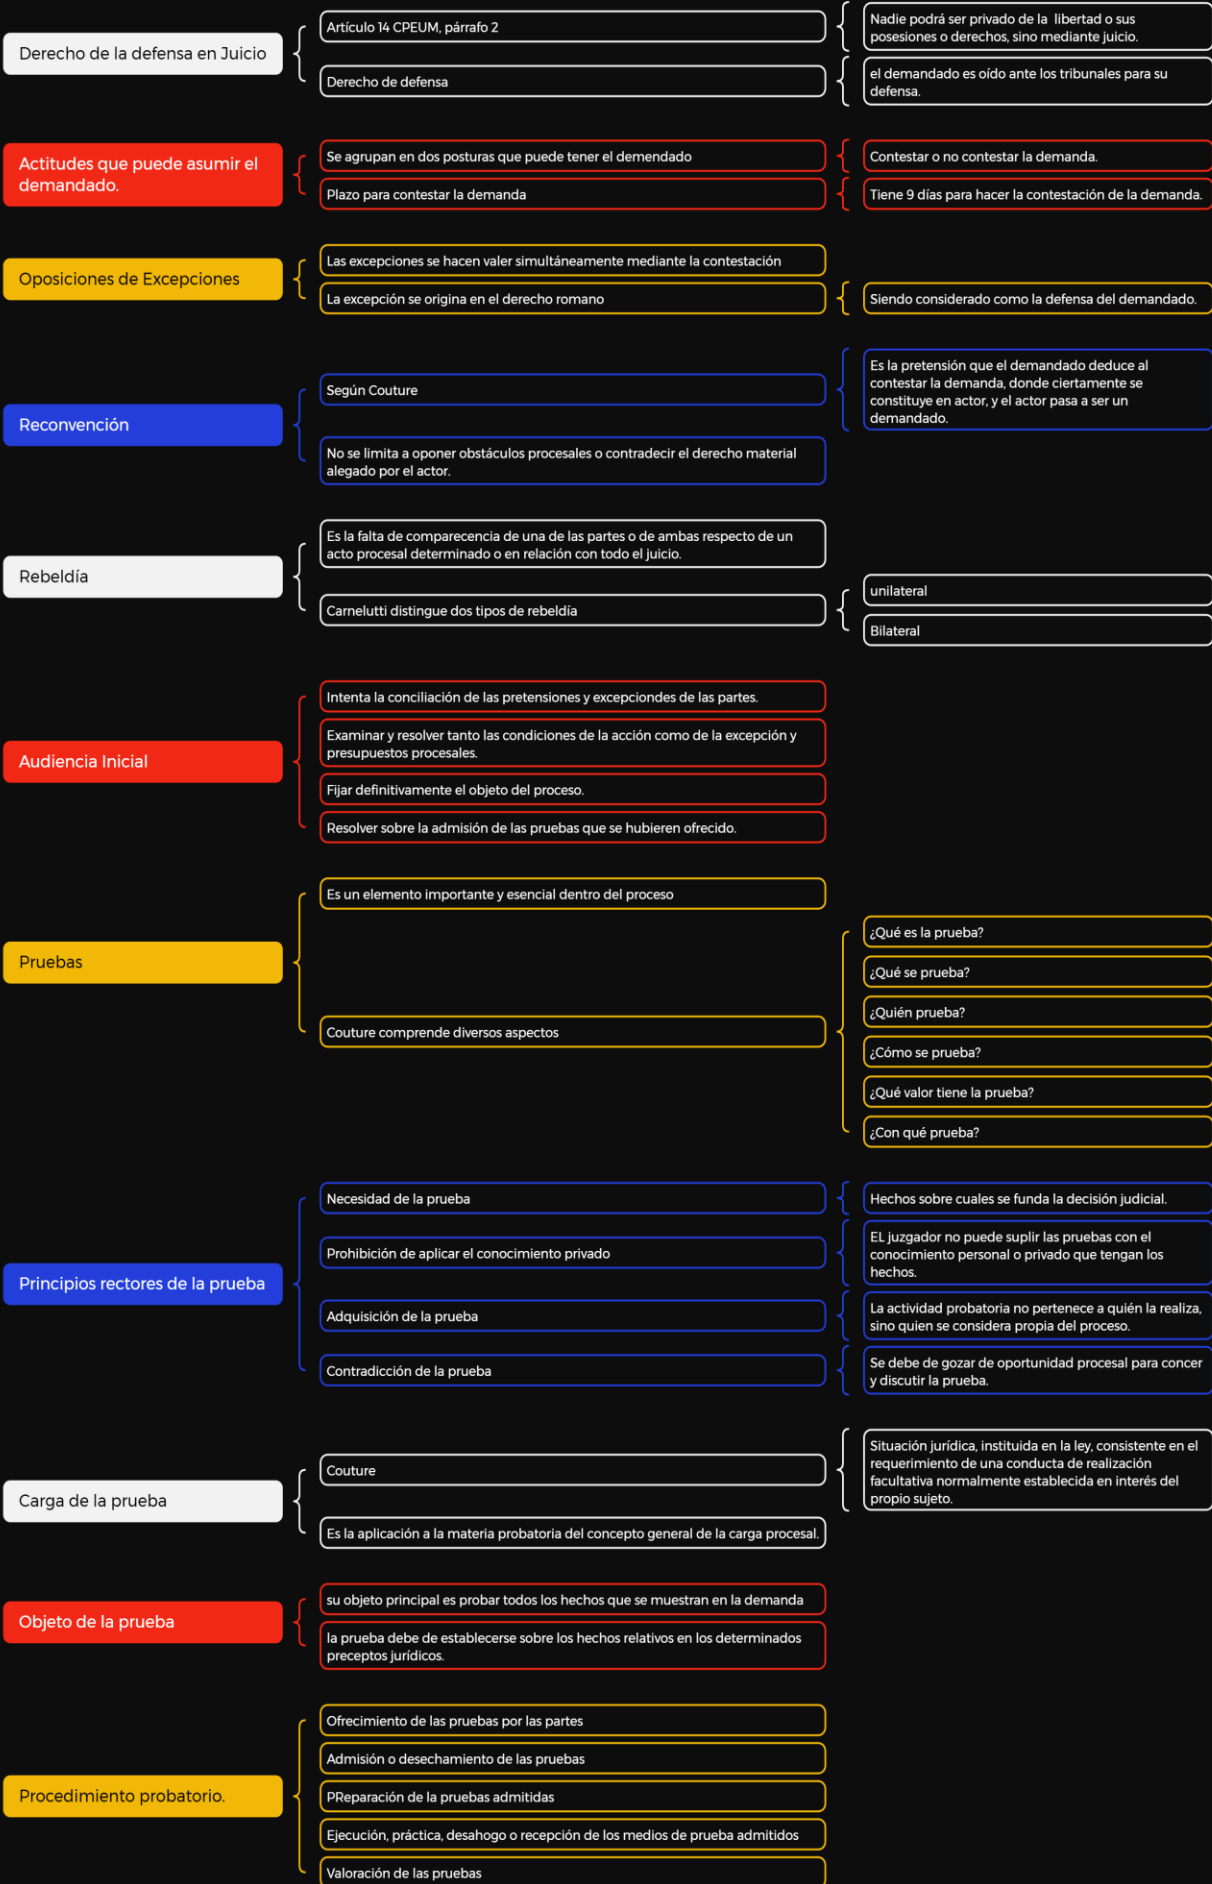 Derecho de la defensa en Juicio
Artículo 14 CPEUM, párrafo 2
Nadie podrá ser privado de la  libertad o sus
posesiones o derechos, sino mediante juicio.
Derecho de defensa
el demandado es oído ante los tribunales para su
defensa.
Actitudes que puede asumir el
demandado.
Se agrupan en dos posturas que puede tener el demendado
Contestar o no contestar la demanda.
Plazo para contestar la demanda
Tiene 9 días para hacer la contestación de la demanda.
Oposiciones de Excepciones
Las excepciones se hacen valer simultáneamente mediante la contestación
La excepción se origina en el derecho romano
Siendo considerado como la defensa del demandado.
Reconvención
Según Couture
Es la pretensión que el demandado deduce al
contestar la demanda, donde ciertamente se
constituye en actor, y el actor pasa a ser un
demandado.
No se limita a oponer obstáculos procesales o contradecir el derecho material
alegado por el actor.
Rebeldía
Es la falta de comparecencia de una de las partes o de ambas respecto de un
acto procesal determinado o en relación con todo el juicio.
Carnelutti distingue dos tipos de rebeldía
unilateral
Bilateral
Audiencia Inicial
Intenta la conciliación de las pretensiones y excepciondes de las partes.
Examinar y resolver tanto las condiciones de la acción como de la excepción y
presupuestos procesales.
Fijar definitivamente el objeto del proceso.
Resolver sobre la admisión de las pruebas que se hubieren ofrecido.
Pruebas
Es un elemento importante y esencial dentro del proceso
Couture comprende diversos aspectos
¿Qué es la prueba?
¿Qué se prueba?
¿Quién prueba?
¿Cómo se prueba?
¿Qué valor tiene la prueba?
¿Con qué prueba?
Principios rectores de la prueba
Necesidad de la prueba
Hechos sobre cuales se funda la decisión judicial.
Prohibición de aplicar el conocimiento privado
EL juzgador no puede suplir las pruebas con el
conocimiento personal o privado que tengan los
hechos.
Adquisición de la prueba
La actividad probatoria no pertenece a quién la realiza,
sino quien se considera propia del proceso.
Contradicción de la prueba
Se debe de gozar de oportunidad procesal para concer
y discutir la prueba.
Carga de la prueba
Couture
Situación jurídica, instituida en la ley, consistente en el
requerimiento de una conducta de realización
facultativa normalmente establecida en interés del
propio sujeto.
Es la aplicación a la materia probatoria del concepto general de la carga procesal.
Objeto de la prueba
su objeto principal es probar todos los hechos que se muestran en la demanda
la prueba debe de establecerse sobre los hechos relativos en los determinados
preceptos jurídicos.
Procedimiento probatorio.
Ofrecimiento de las pruebas por las partes
Admisión o desechamiento de las pruebas
PReparación de la pruebas admitidas
Ejecución, práctica, desahogo o recepción de los medios de prueba admitidos
Valoración de las pruebas